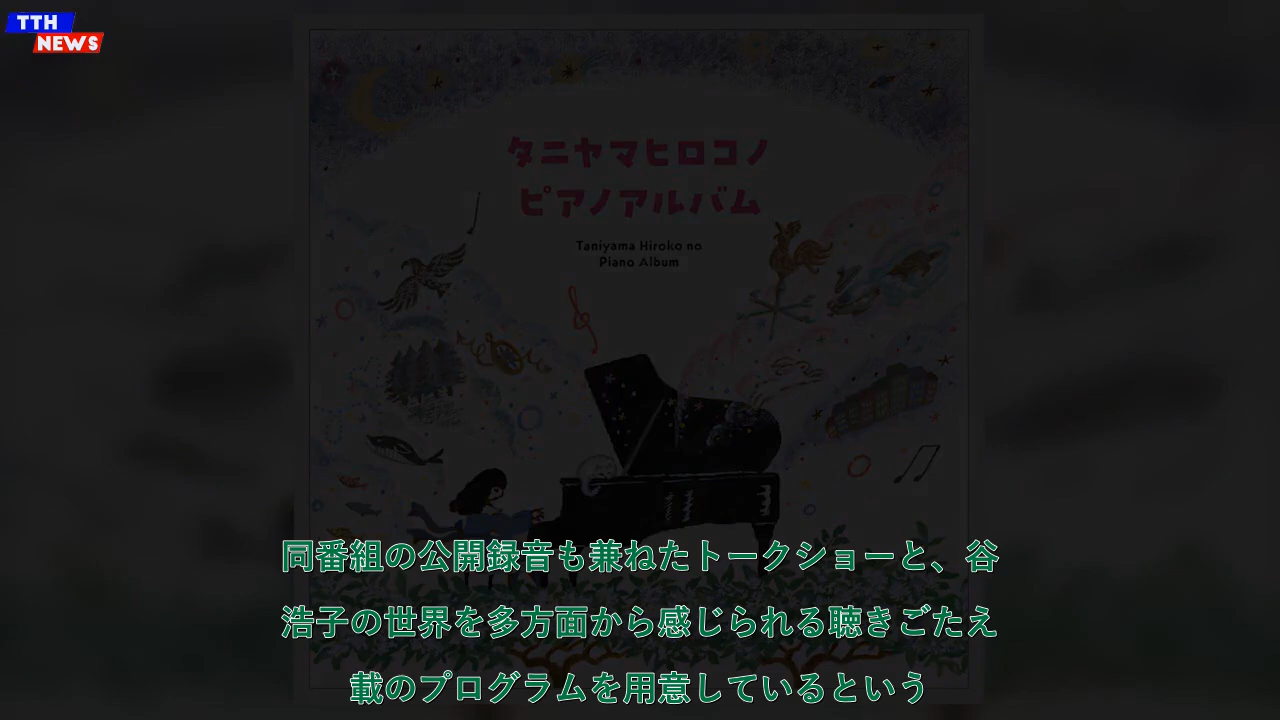 TTH
NEWS
タニヤマヒロコノ
ピアノアルバム
Taniyama Hiroko no
Piano Album
同番組の公開録音も兼ねたトークショーと、谷
浩子の世界を多方面から感じられる聴きごたえ
載のプログラムを用意しているという